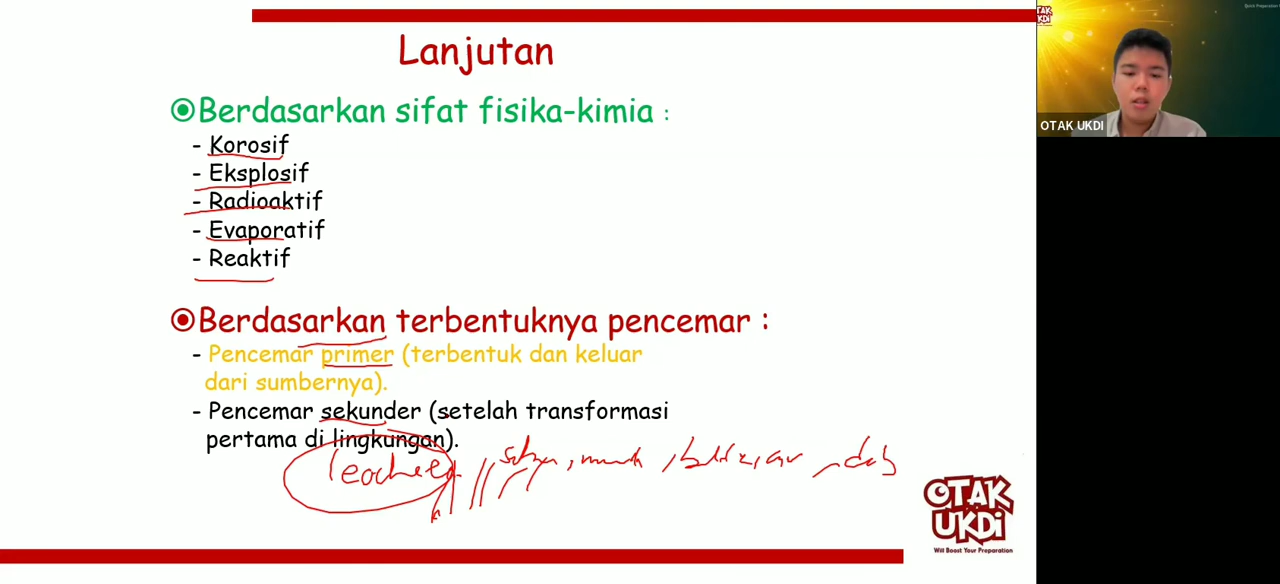 Lanjutan
Berdasarkan sifat fisika-kimia :
- Korosif
- Eksplosif
- Radioaktif
- Evaporatif
- Reaktif
Berdasarkan terbentuknya pencemar :
- Pencemar primer (terbentuk dan keluar
dari sumbernya).
- Pencemar sekunder (setelah transformasi
pertama di lingkungan).
OTAK
UKDI
Will Boost Your Preparation
OTAK UKDI